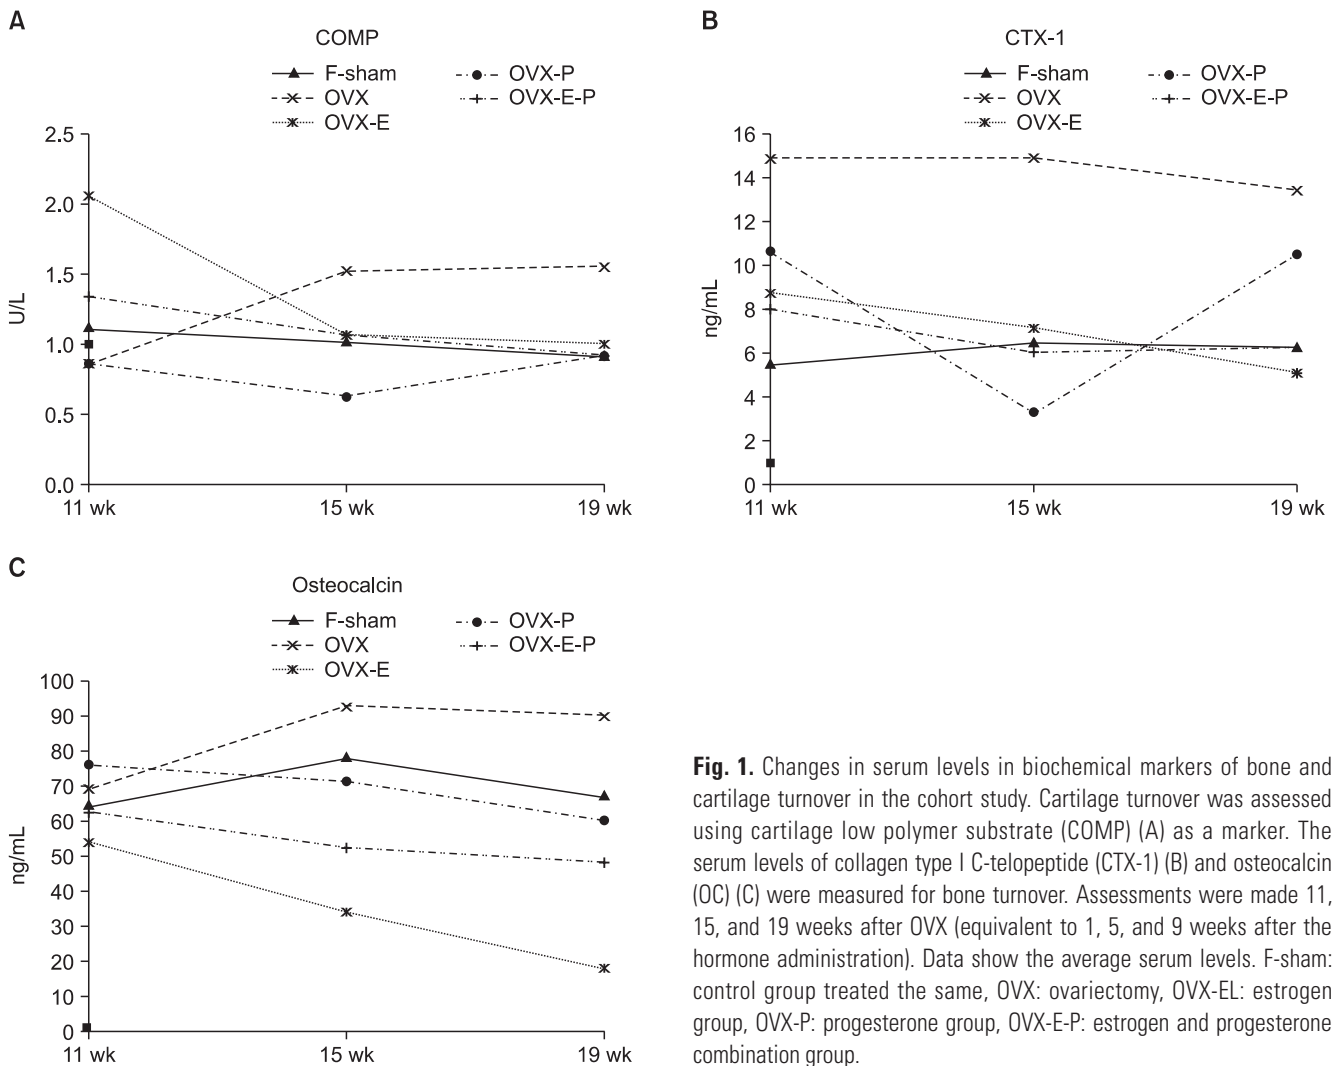 A
COMP
F-sham
OVX
OVX-E
OVX-P
OVX-E-P
U/L
2.5
2.0
1.5
1.0
0.5
0.0
11 wk 15 wk 19 wk
B
CTX-1
F-sham
OVX
OVX-E
OVX-P
OVX-E-P
ng/mL
16
14
12
10
8
6
4
2
0
11 wk 15 wk 19 wk
C
Osteocalcin
F-sham
OVX
OVX-E
OVX-P
OVX-E-P
ng/mL
100
90
80
70
60
50
40
30
20
10
0
11 wk 15 wk 19 wk
Fig. 1. Changes in serum levels in biochemical markers of bone and
cartilage turnover in the cohort study. Cartilage turnover was assessed
using cartilage low polymer substrate (COMP) (A) as a marker. The
serum levels of collagen type I C-telopeptide (CTX-1) (B) and osteocalcin
(OC) (C) were measured for bone turnover. Assessments were made 11,
15, and 19 weeks after OVX (equivalent to 1, 5, and 9 weeks after the
hormone administration). Data show the average serum levels. F-sham:
control group treated the same, OVX: ovariectomy, OVX-EL: estrogen
group, OVX-P: progesterone group, OVX-E-P: estrogen and progesterone
combination group.